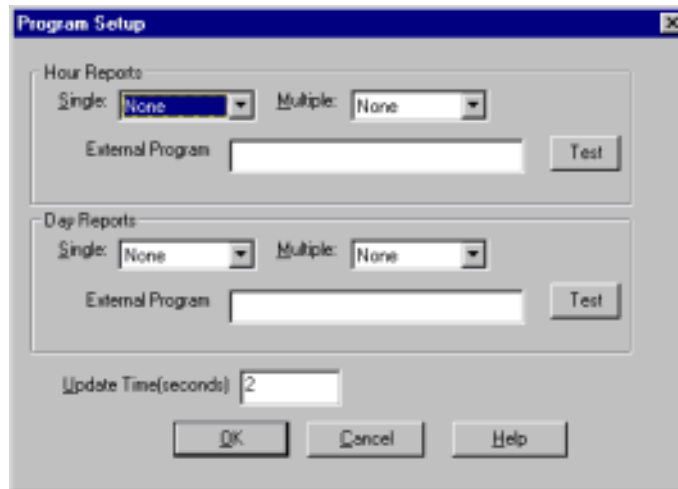 Program Setup
Hour Reports
Single: None Multiple: None
External Program Test
Day Reports
Single: None Multiple: None
External Program Test
Update Time(seconds) 2
OK Cancel Help